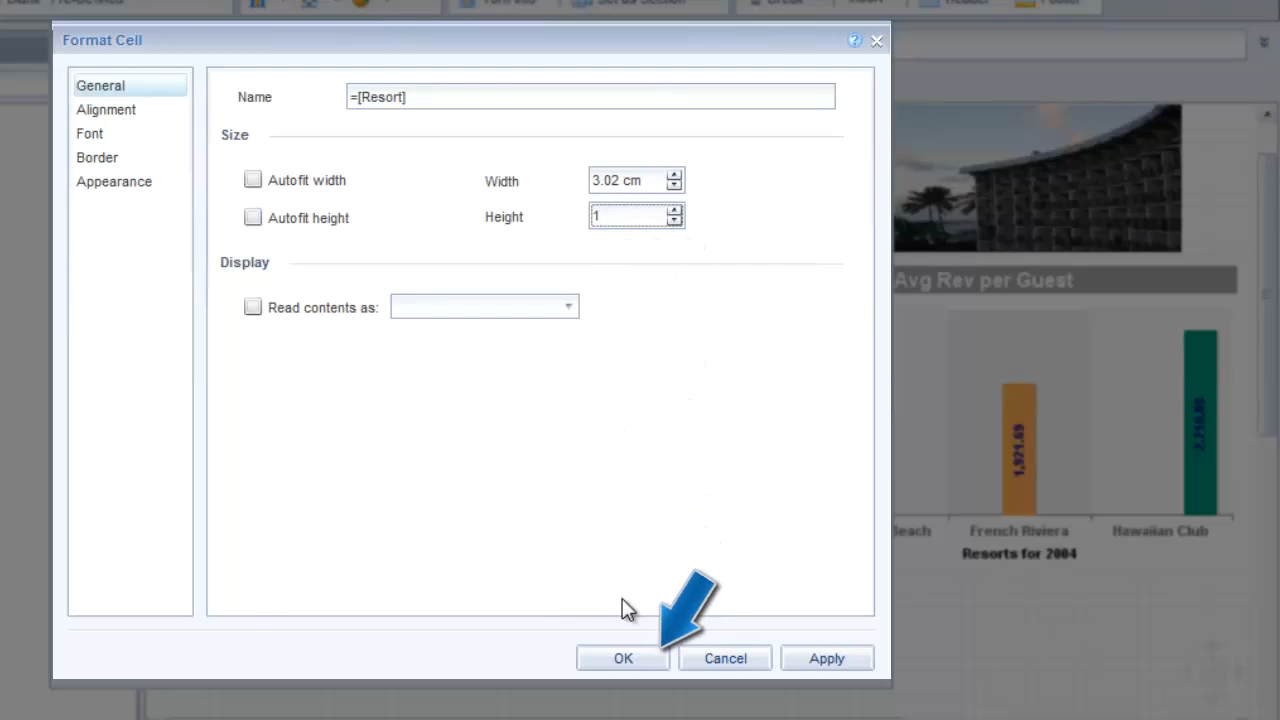 Format Cell
General
Alignment
Font
Border
Appearance
Name
=[Resort]
Size
Autofit width
Width
3.02 cm
Autofit height
Height
1
Display
Read contents as:
OK
Cancel
Apply
Avg Rev per Guest
1,921.69
each
French Riviera
Hawaiian Club
Resorts for 2004